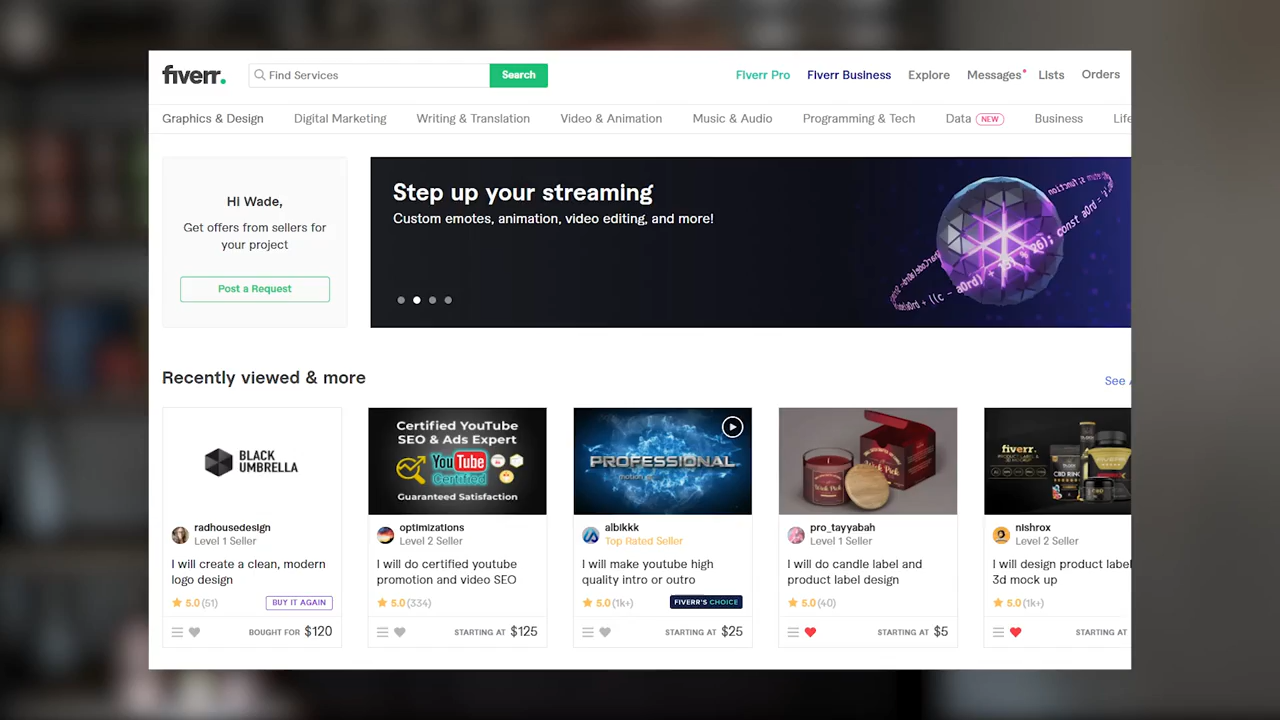 fiverr.
Find Services
Search
Fiverr Pro
Fiverr Business
Explore
Messages
Lists
Orders
Graphics & Design
Digital Marketing
Writing & Translation
Video & Animation
Music & Audio
Programming & Tech
Data NEW
Business
Life
Hi Wade,
Get offers from sellers for
your project
Post a Request
Step up your streaming
Custom emotes, animation, video editing, and more!
Recently viewed & more
See
BLACK
UMBRELLA
radhousedesign
Level 1 Seller
I will create a clean, modern
logo design
5.0 (51)
BUY IT AGAIN
BOUGHT FOR $120
Certified YouTube
SEO & Ads Expert
YouTube
Certified
Guaranteed Satisfaction
optimizations
Level 2 Seller
I will do certified youtube
promotion and video SEO
5.0 (334)
STARTING AT $125
PROFESSIONAL
albikkk
Top Rated Seller
I will make youtube high
quality intro or outro
5.0 (1k+)
FIVERR'S CHOICE
STARTING AT $25
pro_tayyabah
Level 1 Seller
I will do candle label and
product label design
5.0 (40)
STARTING AT $5
fiverr.
nishrox
Level 2 Seller
I will design product label
3d mock up
5.0 (1k+)
STARTING AT